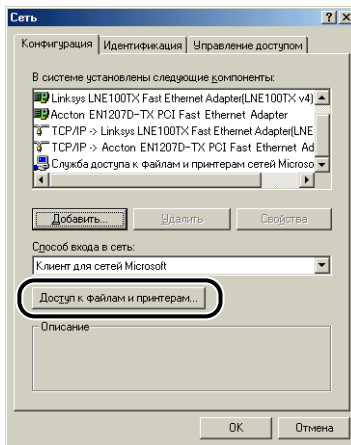 Сеть
Конфигурация Идентификация Управление доступом
В системе установлены следующие компоненты:
Linksys LNE100TX Fast Ethernet Adapter(LNE100TX v4)
Accton EN1207D-TX PCI Fast Ethernet Adapter
TCP/IP -> Linksys LNE100TX Fast Ethernet Adapter(LNE
TCP/IP -> Accton EN1207D-TX PCI Fast Ethernet Ad
Служба доступа к файлам и принтерам сетей Microso
Добавить... Удалить Свойства
Способ входа в сеть:
Клиент для сетей Microsoft
Доступ к файлам и принтерам...
Описание
OK Отмена